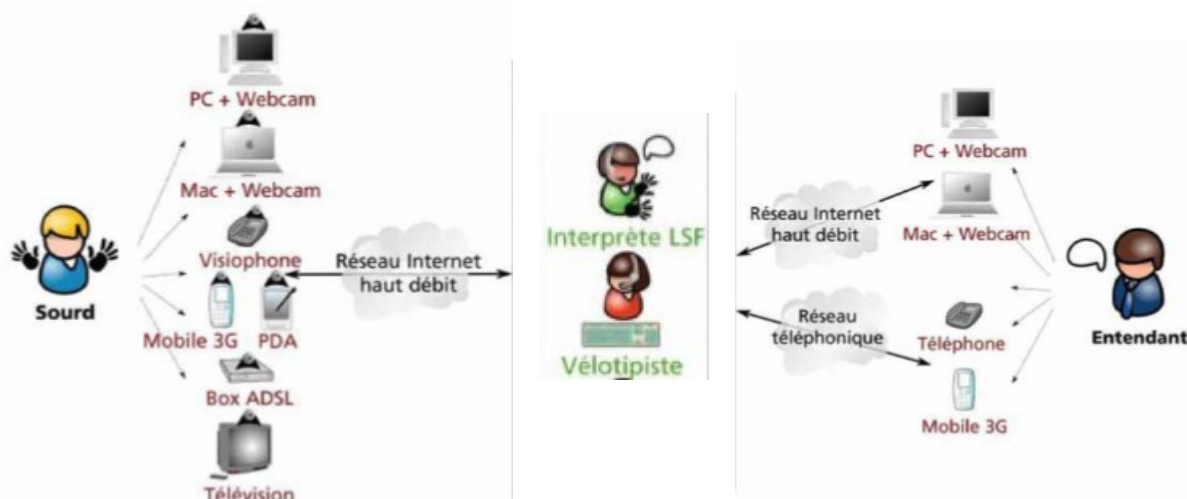 PC + Webcam
Mac + Webcam
Visiophone
Mobile 3G
PDA
Box ADSL
Télévision
Sourd
Réseau Internet
haut débit
Interprète LSF
Vélotipiste
Réseau Internet
haut débit
Réseau
téléphonique
PC + Webcam
Mac + Webcam
Téléphone
Mobile 3G
Entendant